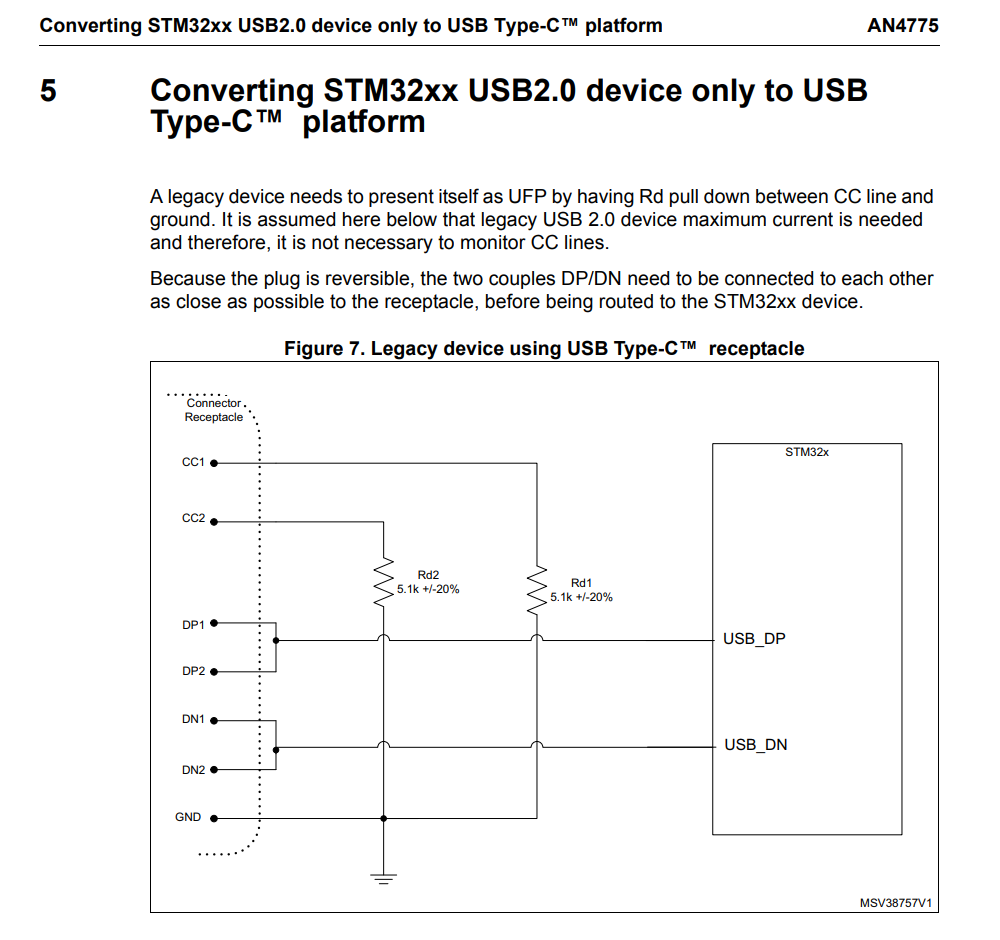 Converting STM32xx USB2.0 device only to USB Type-C™ platform AN4775
5 Converting STM32xx USB2.0 device only to USB
Type-C™ platform
A legacy device needs to present itself as UFP by having Rd pull down between CC line and
ground. It is assumed here below that legacy USB 2.0 device maximum current is needed
and therefore, it is not necessary to monitor CC lines.
Because the plug is reversible, the two couples DP/DN need to be connected to each other
as close as possible to the receptacle, before being routed to the STM32xx device.
Figure 7. Legacy device using USB Type-C™ receptacle
Connector
Receptacle
STM32x
CC1
CC2
Rd2
5.1k +/-20%
Rd1
5.1k +/-20%
DP1
USB_DP
DP2
DN1
USB_DN
DN2
GND
MSV38757V1